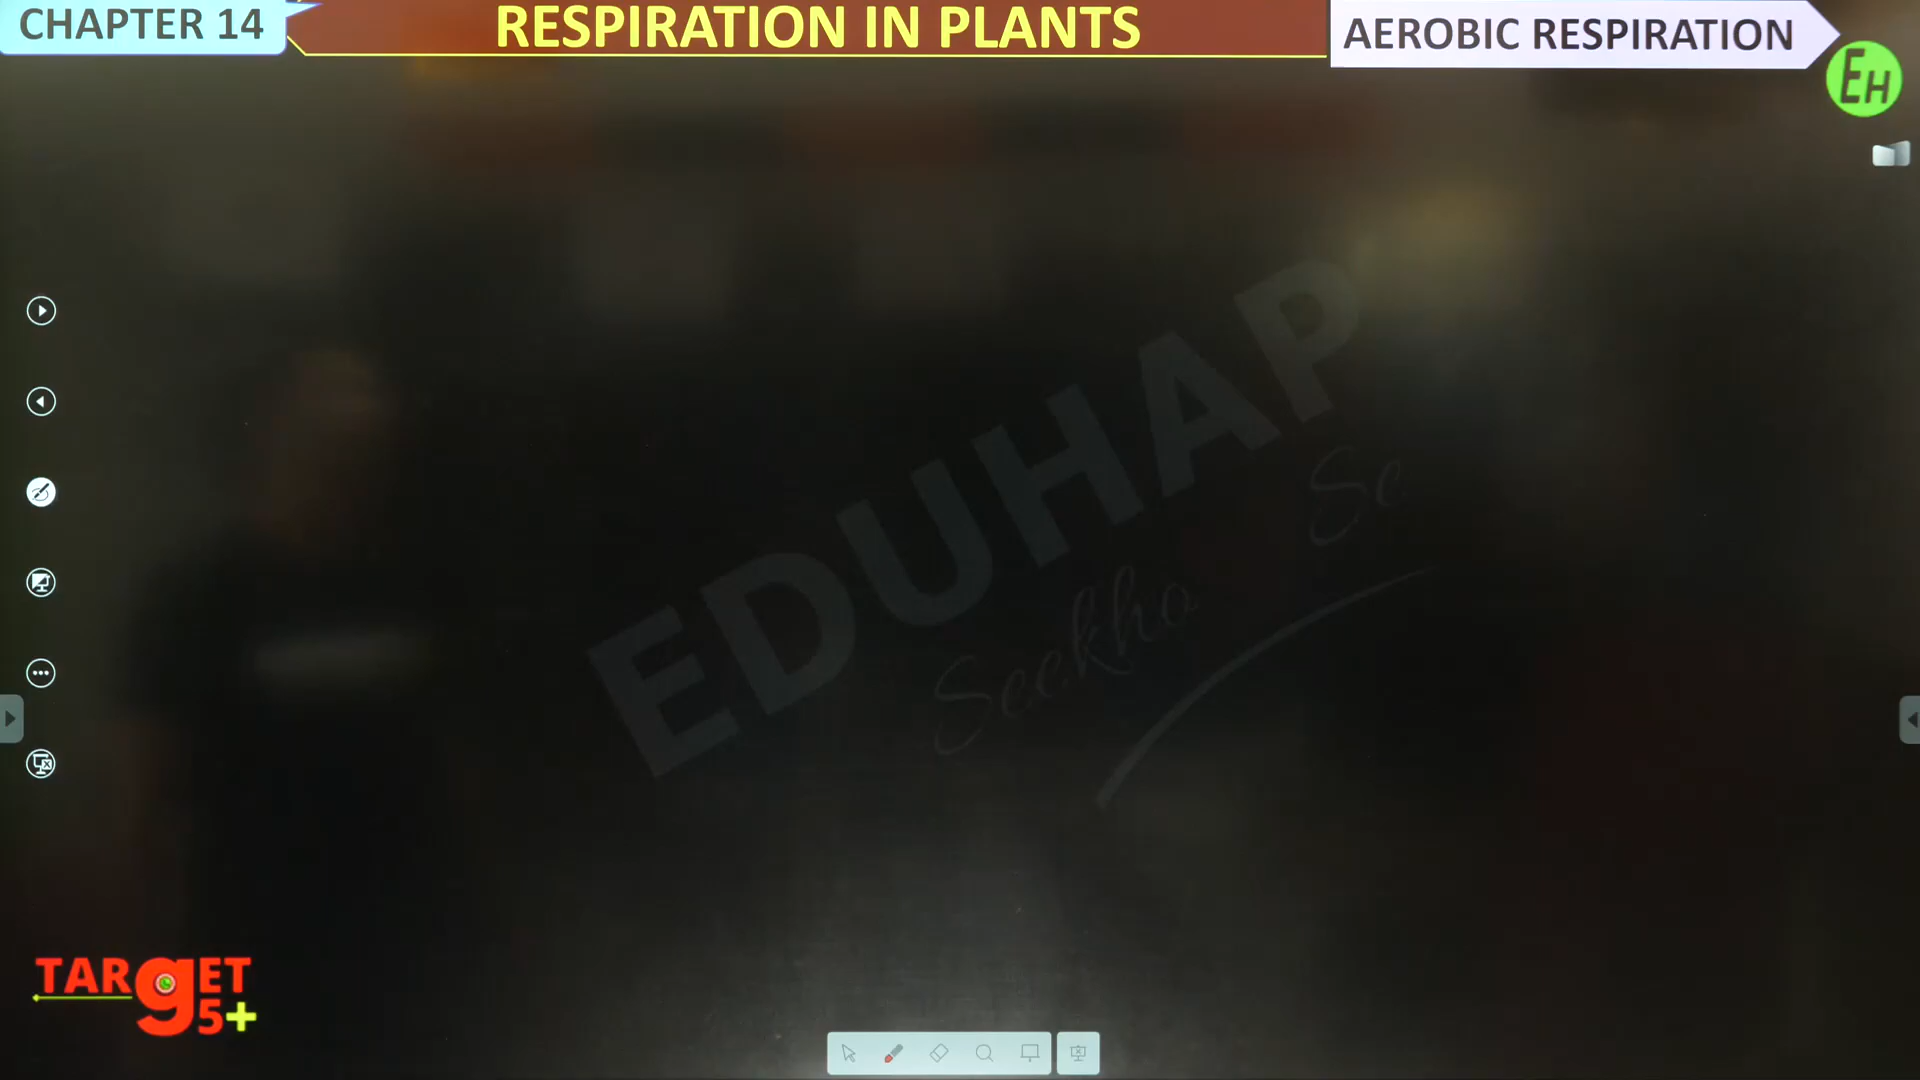 CHAPTER 14
RESPIRATION IN PLANTS
AEROBIC RESPIRATION
EH
EDUHAP
Seekho Se
TARgET
95+